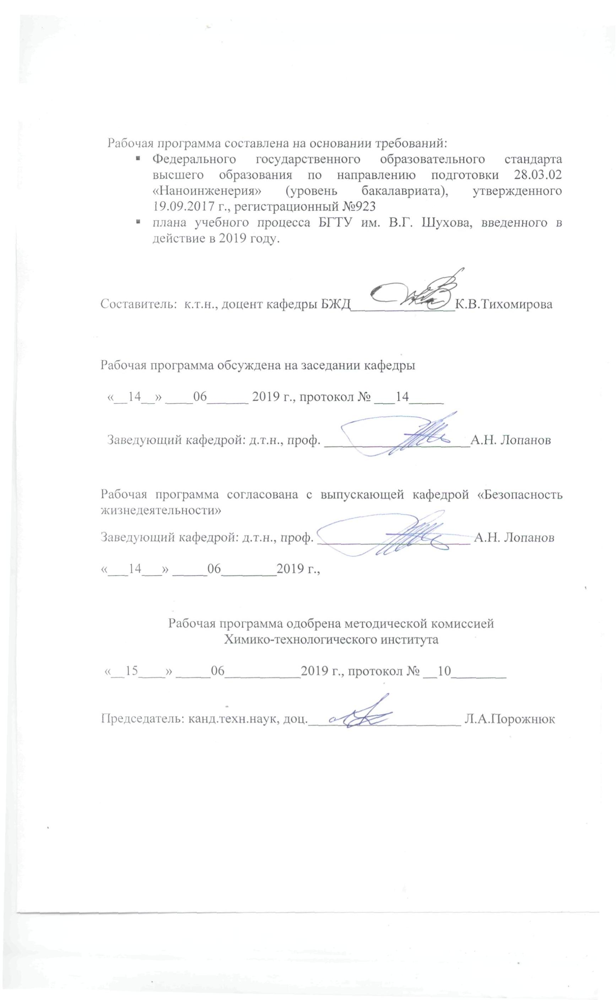 Рабочая программа составлена на основании требований:
▪ Федерального государственного образовательного стандарта
высшего образования по направлению подготовки 28.03.02
«Наноинженерия» (уровень бакалавриата), утвержденного
19.09.2017 г., регистрационный №923
▪ плана учебного процесса БГТУ им. В.Г. Шухова, введенного в
действие в 2019 году.
Составитель: к.т.н., доцент кафедры БЖД_______________К.В.Тихомирова
Рабочая программа обсуждена на заседании кафедры
«__14__» ____06______ 2019 г., протокол № ___14_____
Заведующий кафедрой: д.т.н., проф. _____________________А.Н. Лопанов
Рабочая программа согласована с выпускающей кафедрой «Безопасность
жизнедеятельности»
Заведующий кафедрой: д.т.н., проф. ______________________ А.Н. Лопанов
«___14___» _____06________2019 г.,
Рабочая программа одобрена методической комиссией
Химико-технологического института
«__15____» _____06___________2019 г., протокол № __10________
Председатель: канд.техн.наук, доц.______________________ Л.А.Порожнюк